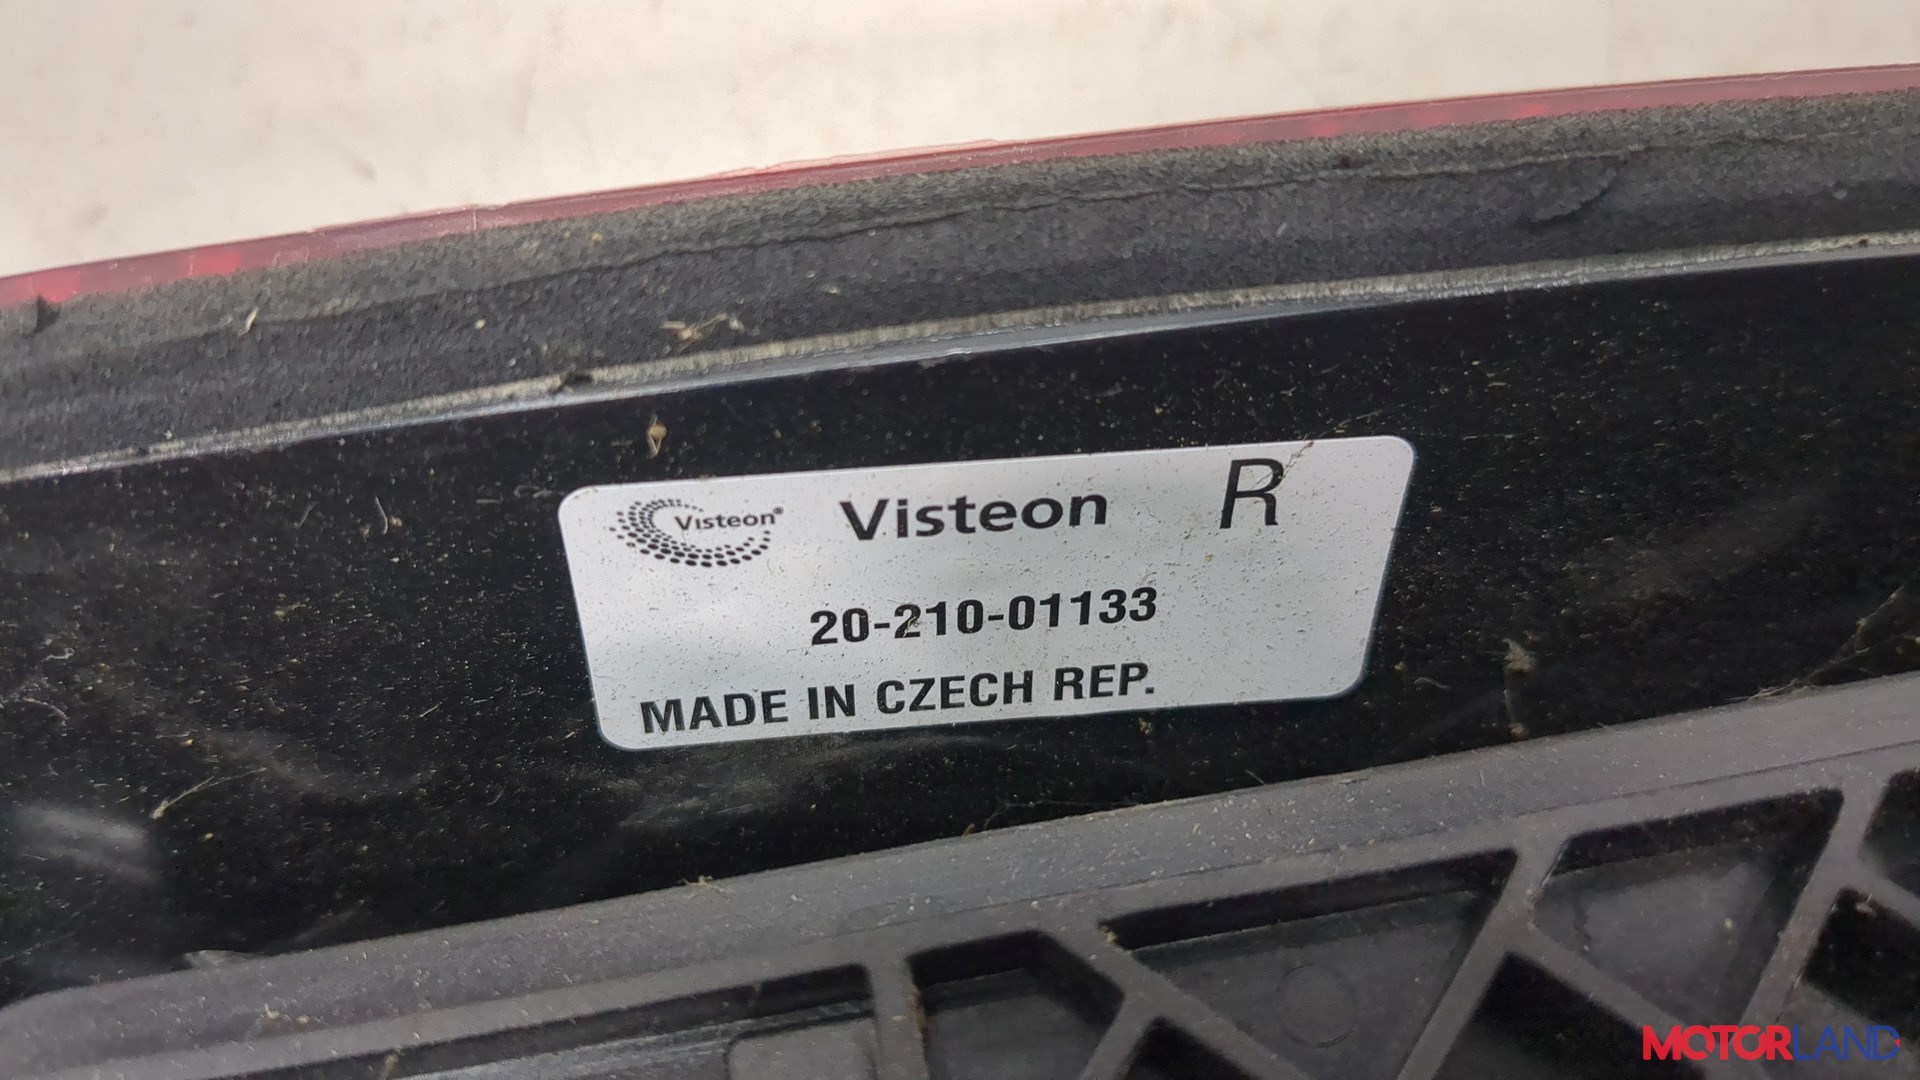 Visteon® Visteon R
20-210-01133
MADE IN CZECH REP.
MOTORLAND